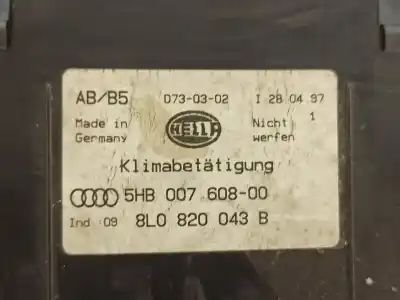 AB/B5 D73-03-02 I 28 04 97
Made in Germany HELLA Nicht werfen 1
Klimabetätigung
5HB 007 608-00
Ind : 09 8L0 820 043 B